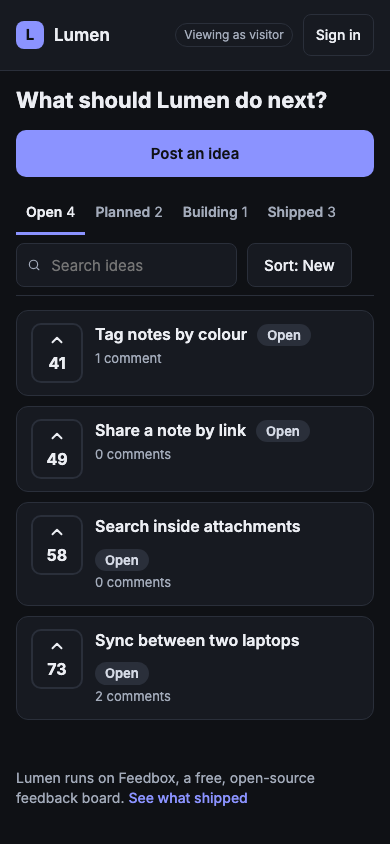 L Lumen Viewing as visitor Sign in
What should Lumen do next?
Post an idea
Open 4 Planned 2 Building 1 Shipped 3
Search ideas Sort: New
Tag notes by colour Open
41 1 comment
Share a note by link Open
49 0 comments
Search inside attachments
58 Open
0 comments
Sync between two laptops
73 Open
2 comments
Lumen runs on Feedbox, a free, open-source
feedback board. See what shipped